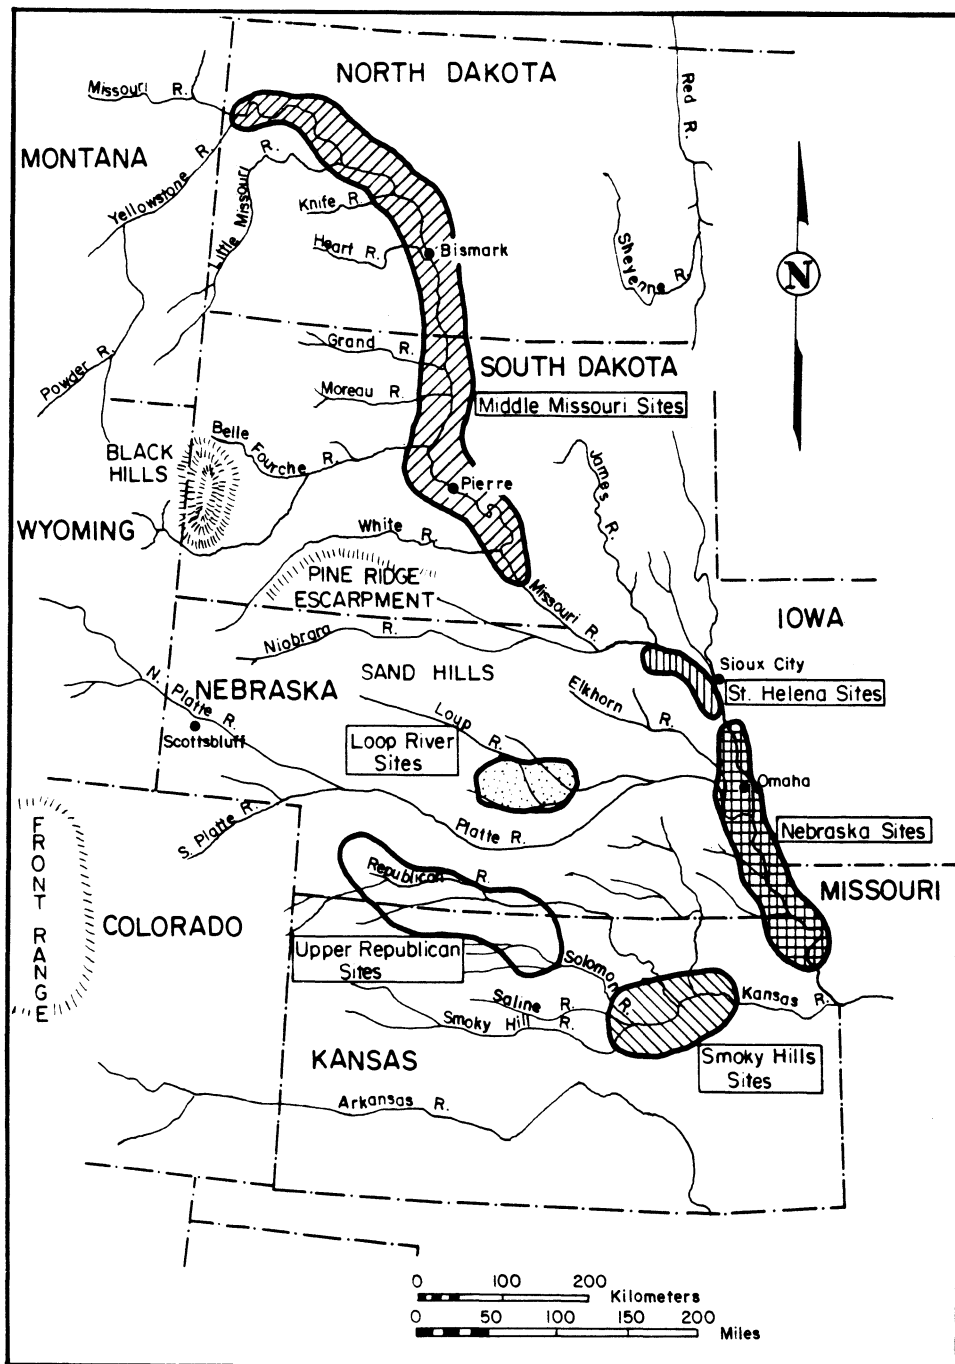 NORTH DAKOTA
Missouri R.
Red R.
MONTANA
Yellowstone R.
Little Missouri R.
Knife R.
Heart R.
Bismark
Sheyenne R.
N
Grand R.
SOUTH DAKOTA
Powder R.
Moreau R.
Middle Missouri Sites
Belle Fourche R.
BLACK
HILLS
James R.
Pierre
WYOMING
White R.
PINE RIDGE
ESCARPMENT
Missouri R.
IOWA
Niobrara R.
Sioux City
SAND HILLS
N. Platte R.
NEBRASKA
Elkhorn R.
St. Helena Sites
Loup R.
Scottsbluff
Loop River
Sites
Omaha
S. Platte R.
Platte R.
Nebraska Sites
FRONT RANGE
Republican R.
MISSOURI
COLORADO
Upper Republican
Sites
Solomon R.
Saline R.
Kansas R.
Smoky Hill R.
KANSAS
Smoky Hills
Sites
Arkansas R.
0 100 200
Kilometers
0 50 100 150 200
Miles